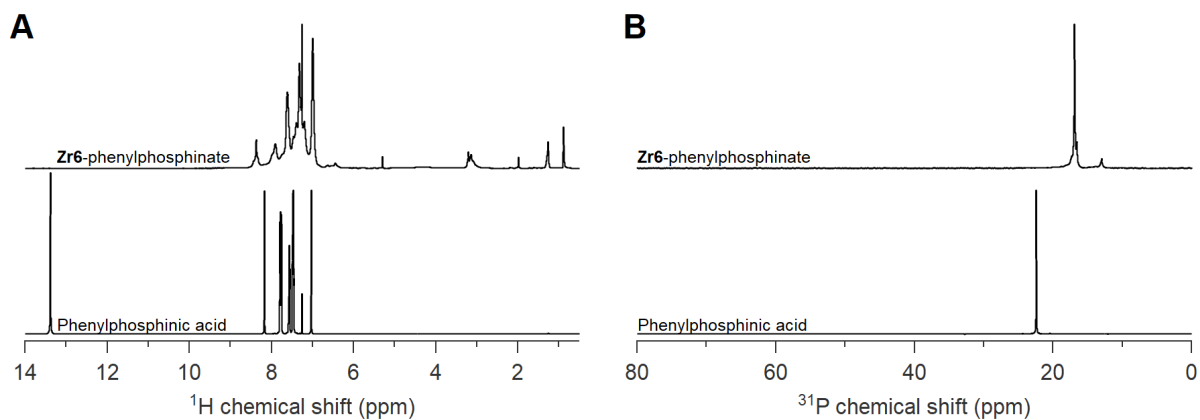 A
B
Zr6-phenylphosphinate
Zr6-phenylphosphinate
Phenylphosphinic acid
Phenylphosphinic acid
14 12 10 8 6 4 2
80 60 40 20 0
¹H chemical shift (ppm)
³¹P chemical shift (ppm)